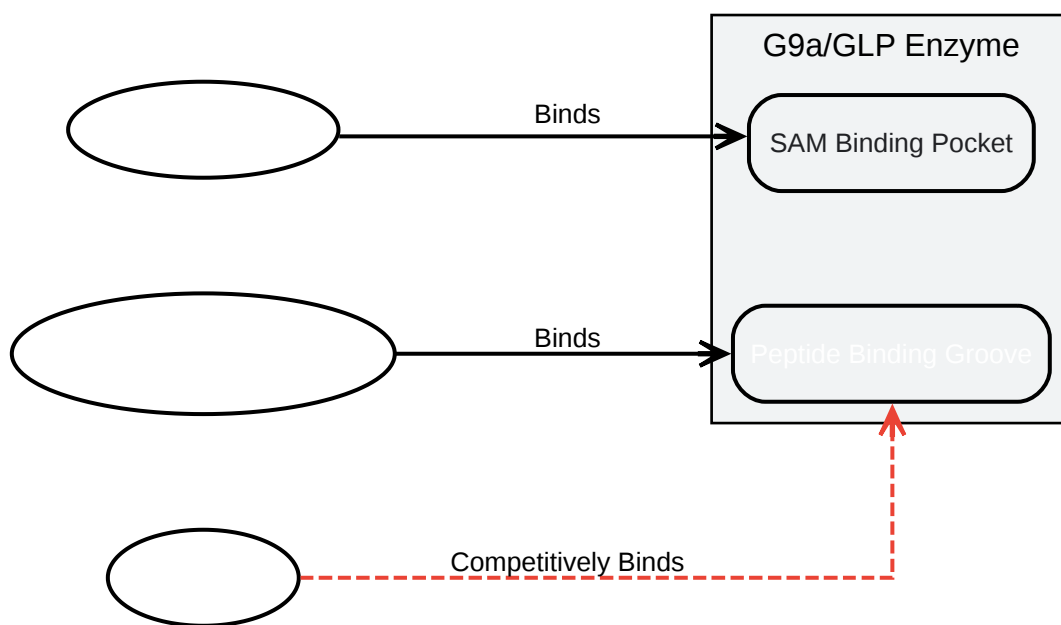 G9a/GLP Enzyme
Binds
SAM Binding Pocket
Binds
Peptide Binding Groove
Competitively Binds